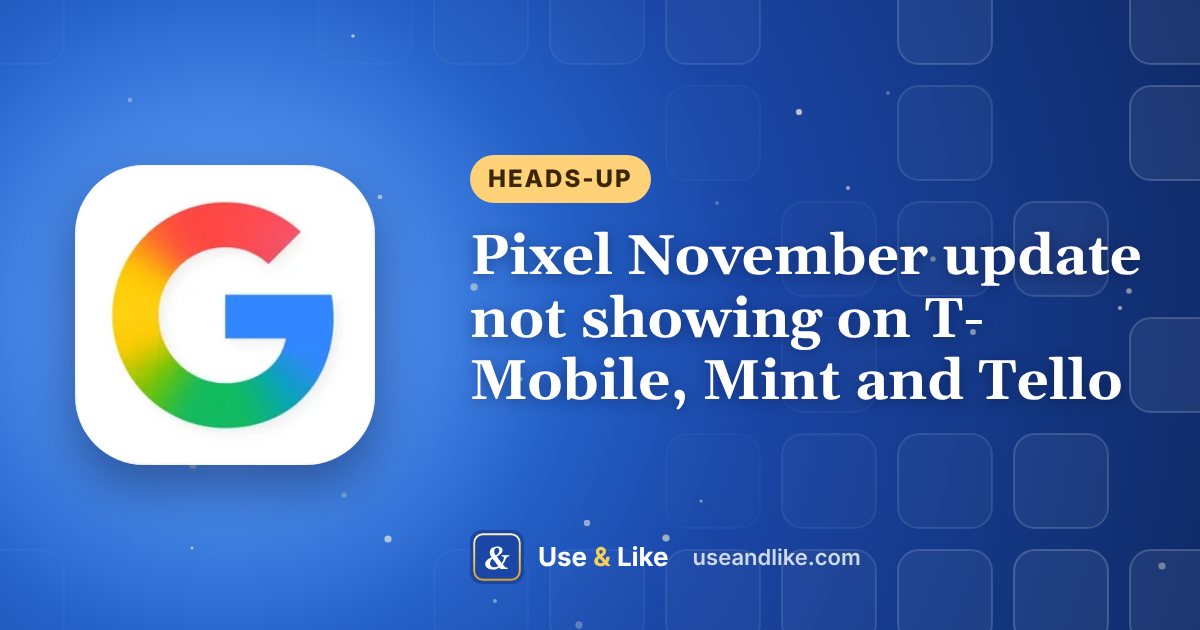 HEADS-UP
Pixel November update
not showing on T-
Mobile, Mint and Tello
& Use & Like useandlike.com